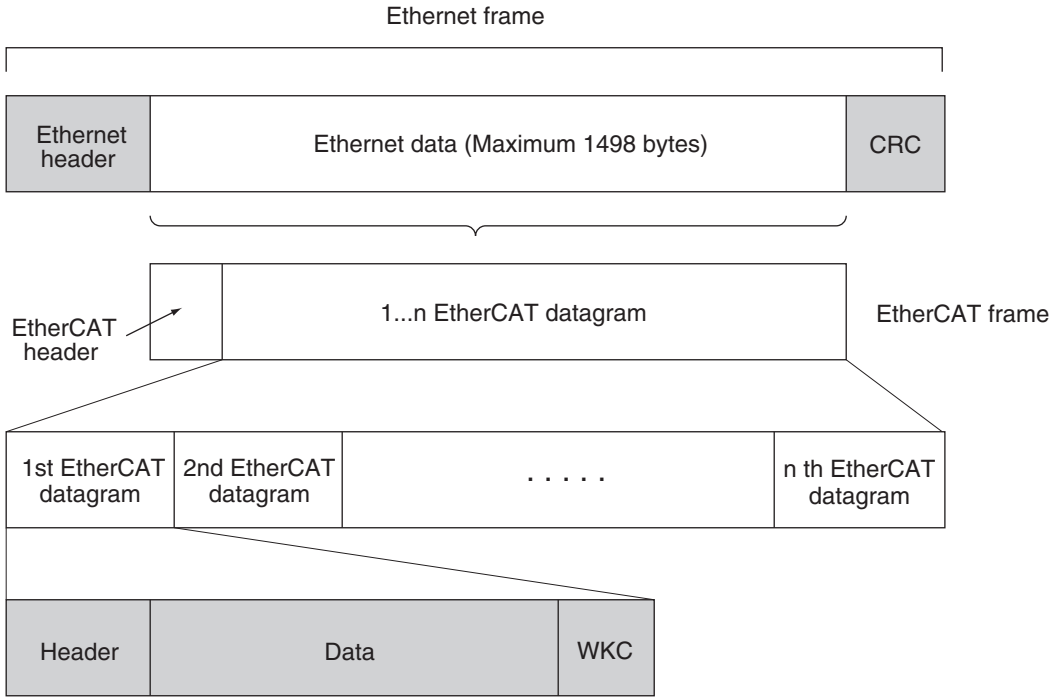 Ethernet frame
Ethernet
header
Ethernet data (Maximum 1498 bytes)
CRC
EtherCAT
header
1...n EtherCAT datagram
EtherCAT frame
1st EtherCAT
datagram
2nd EtherCAT
datagram
. . . . .
n th EtherCAT
datagram
Header
Data
WKC